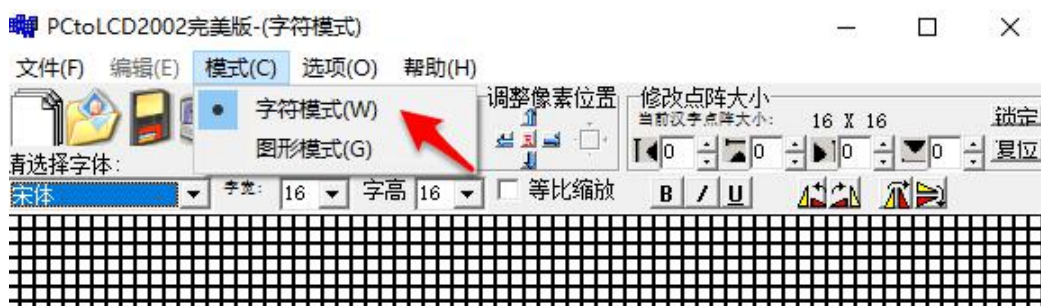 PCtoLCD2002完美版-(字符模式)
文件(F) 编辑(E) 模式(C) 选项(O) 帮助(H)
字符模式(W)
图形模式(G)
调整像素位置
修改点阵大小
当前汉字点阵大小: 16 X 16
锁定
0 0 0 0
复位
请选择字体:
宋体
字宽: 16 字高 16 等比缩放 B I U